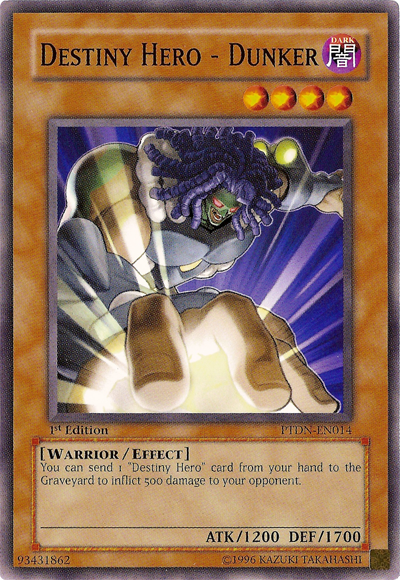 DESTINY HERO - DUNKER
DARK
闇
1st Edition
PTDN-EN014
[WARRIOR / EFFECT]
You can send 1 "Destiny Hero" card from your hand to the
Graveyard to inflict 500 damage to your opponent.
ATK/1200 DEF/1700
93431862
©1996 KAZUKI TAKAHASHI